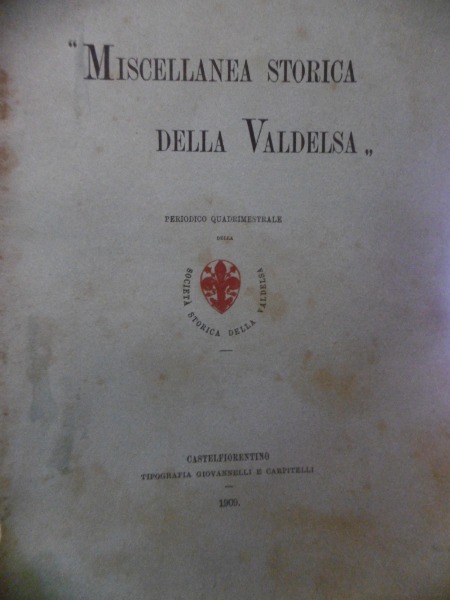 "MISCELLANEA STORICA
DELLA VALDELSA„
PERIODICO QUADRIMESTRALE
DELLA
SOCIETÀ STORICA DELLA VALDELSA
CASTELFIORENTINO
TIPOGRAFIA GIOVANNELLI E CARPITELLI
1909.